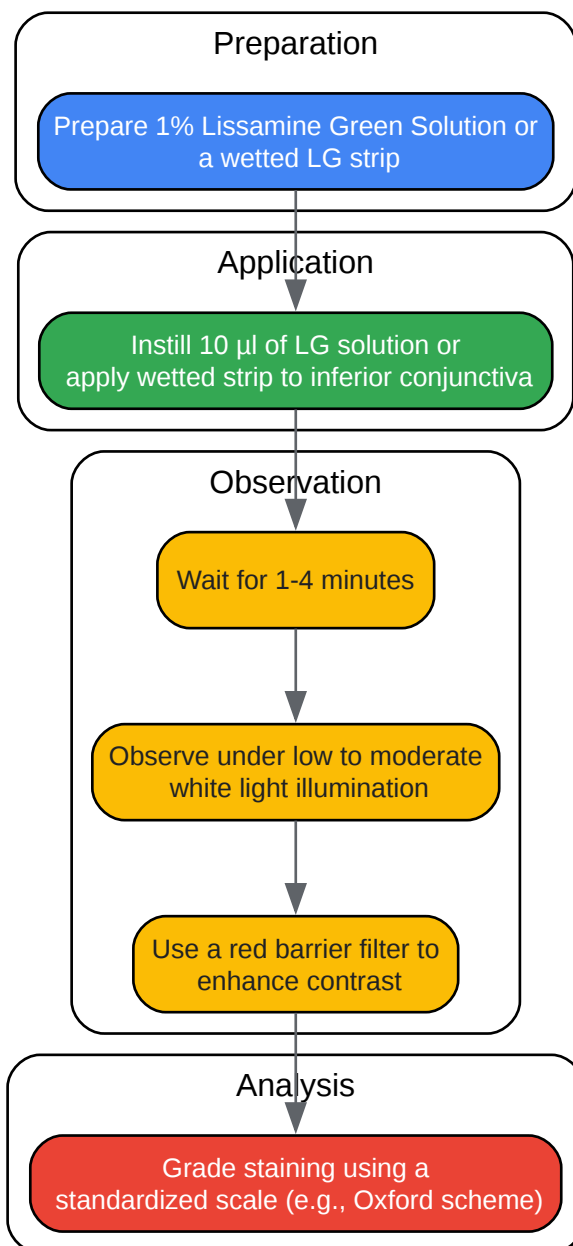 Preparation
Prepare 1% Lissamine Green Solution or
a wetted LG strip
Application
Instill 10 µl of LG solution or
apply wetted strip to inferior conjunctiva
Observation
Wait for 1-4 minutes
Observe under low to moderate
white light illumination
Use a red barrier filter to
enhance contrast
Analysis
Grade staining using a
standardized scale (e.g., Oxford scheme)